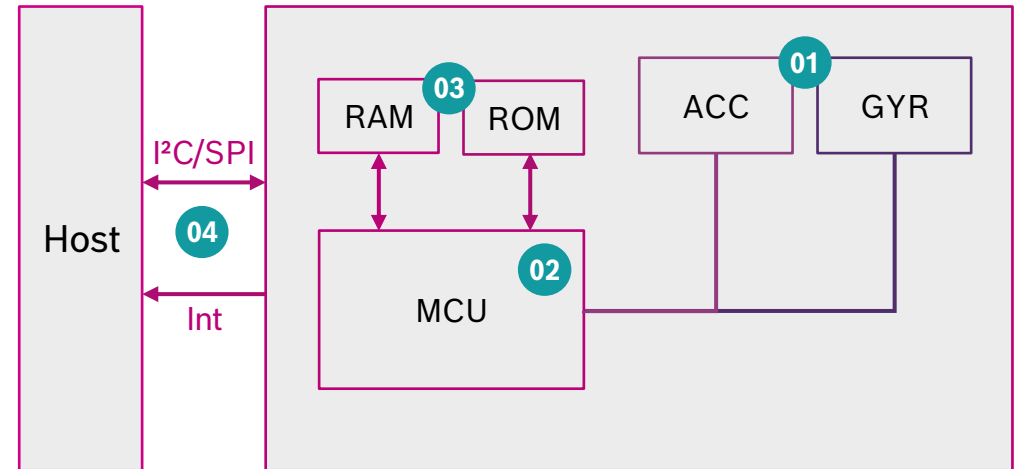 Host
I²C/SPI
04
Int
RAM
03
ROM
02
MCU
01
ACC
GYR